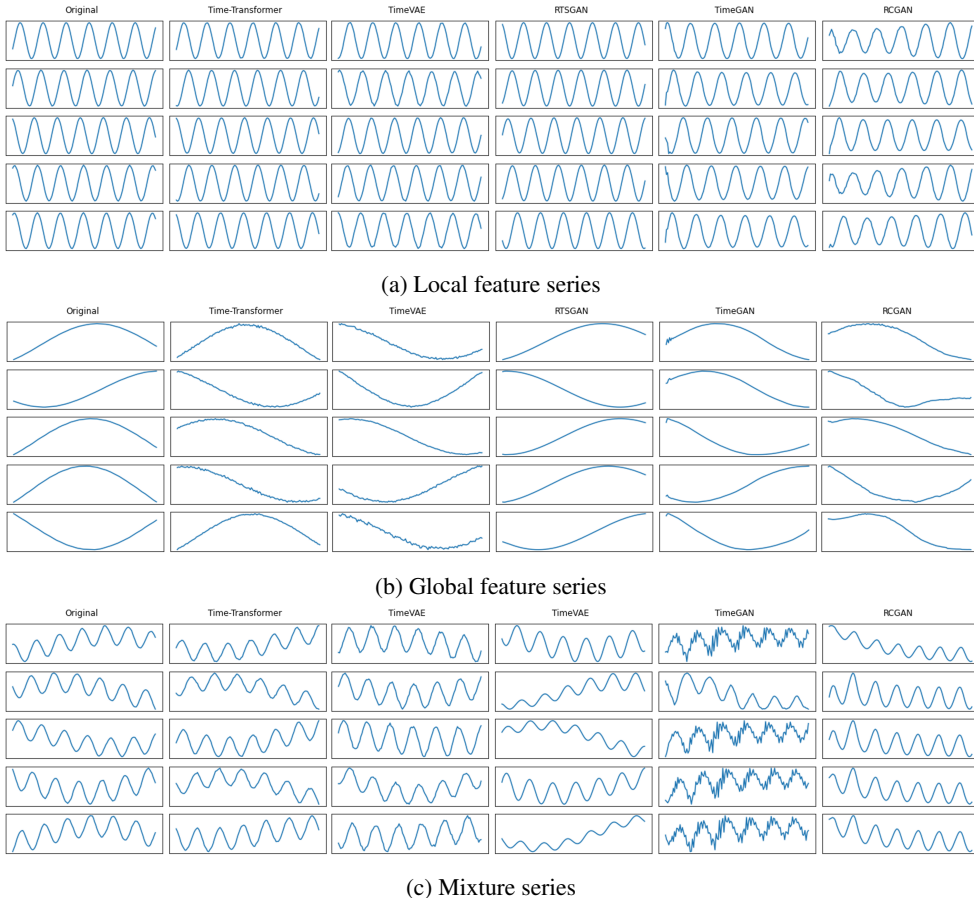 Original Time-Transformer TimeVAE RTSGAN TimeGAN RCGAN
(a) Local feature series
Original Time-Transformer TimeVAE RTSGAN TimeGAN RCGAN
(b) Global feature series
Original Time-Transformer TimeVAE TimeVAE TimeGAN RCGAN
(c) Mixture series